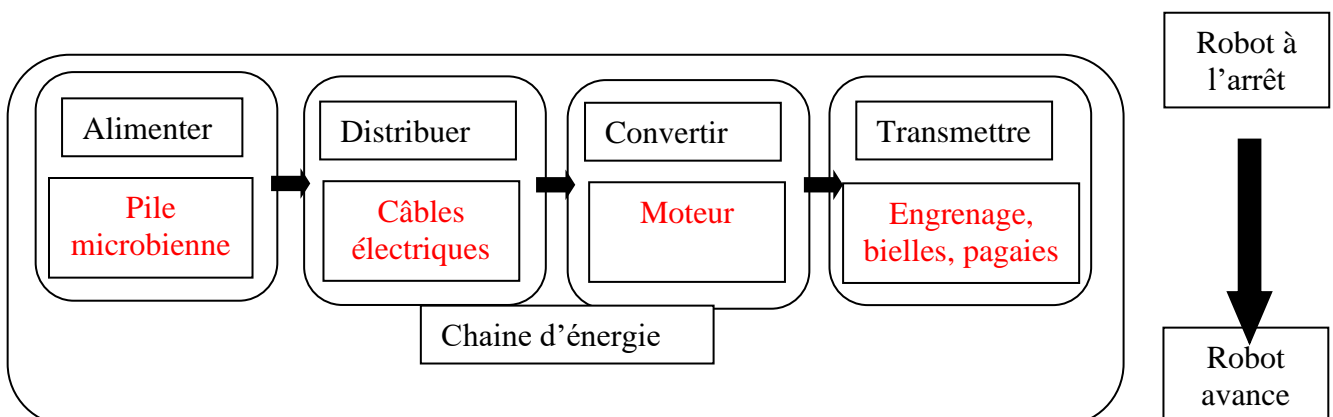 Robot à
l’arrêt
Alimenter
Distribuer
Convertir
Transmettre
Pile
microbienne
Câbles
électriques
Moteur
Engrenage,
bielles, pagaies
Chaine d’énergie
Robot
avance